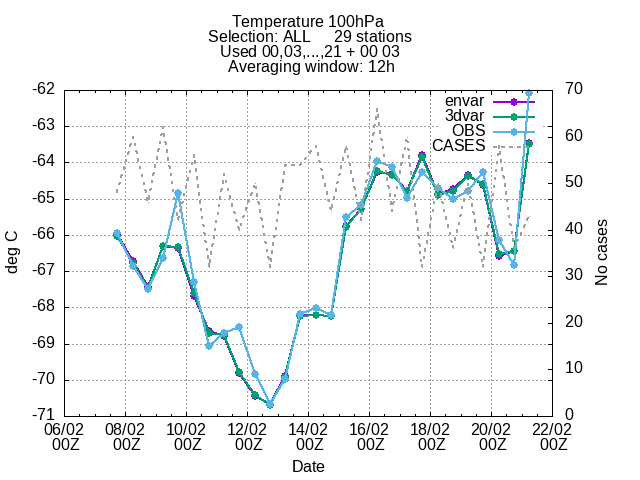 Temperature 100hPa
Selection: ALL 29 stations
Used 00,03,...,21 + 00 03
Averaging window: 12h
-62
-63
-64
-65
-66
-67
-68
-69
-70
-71
deg C
70
60
50
40
30
20
10
0
No cases
envar
3dvar
OBS
CASES
06/02 08/02 10/02 12/02 14/02 16/02 18/02 20/02 22/02
00Z 00Z 00Z 00Z 00Z 00Z 00Z 00Z 00Z
Date